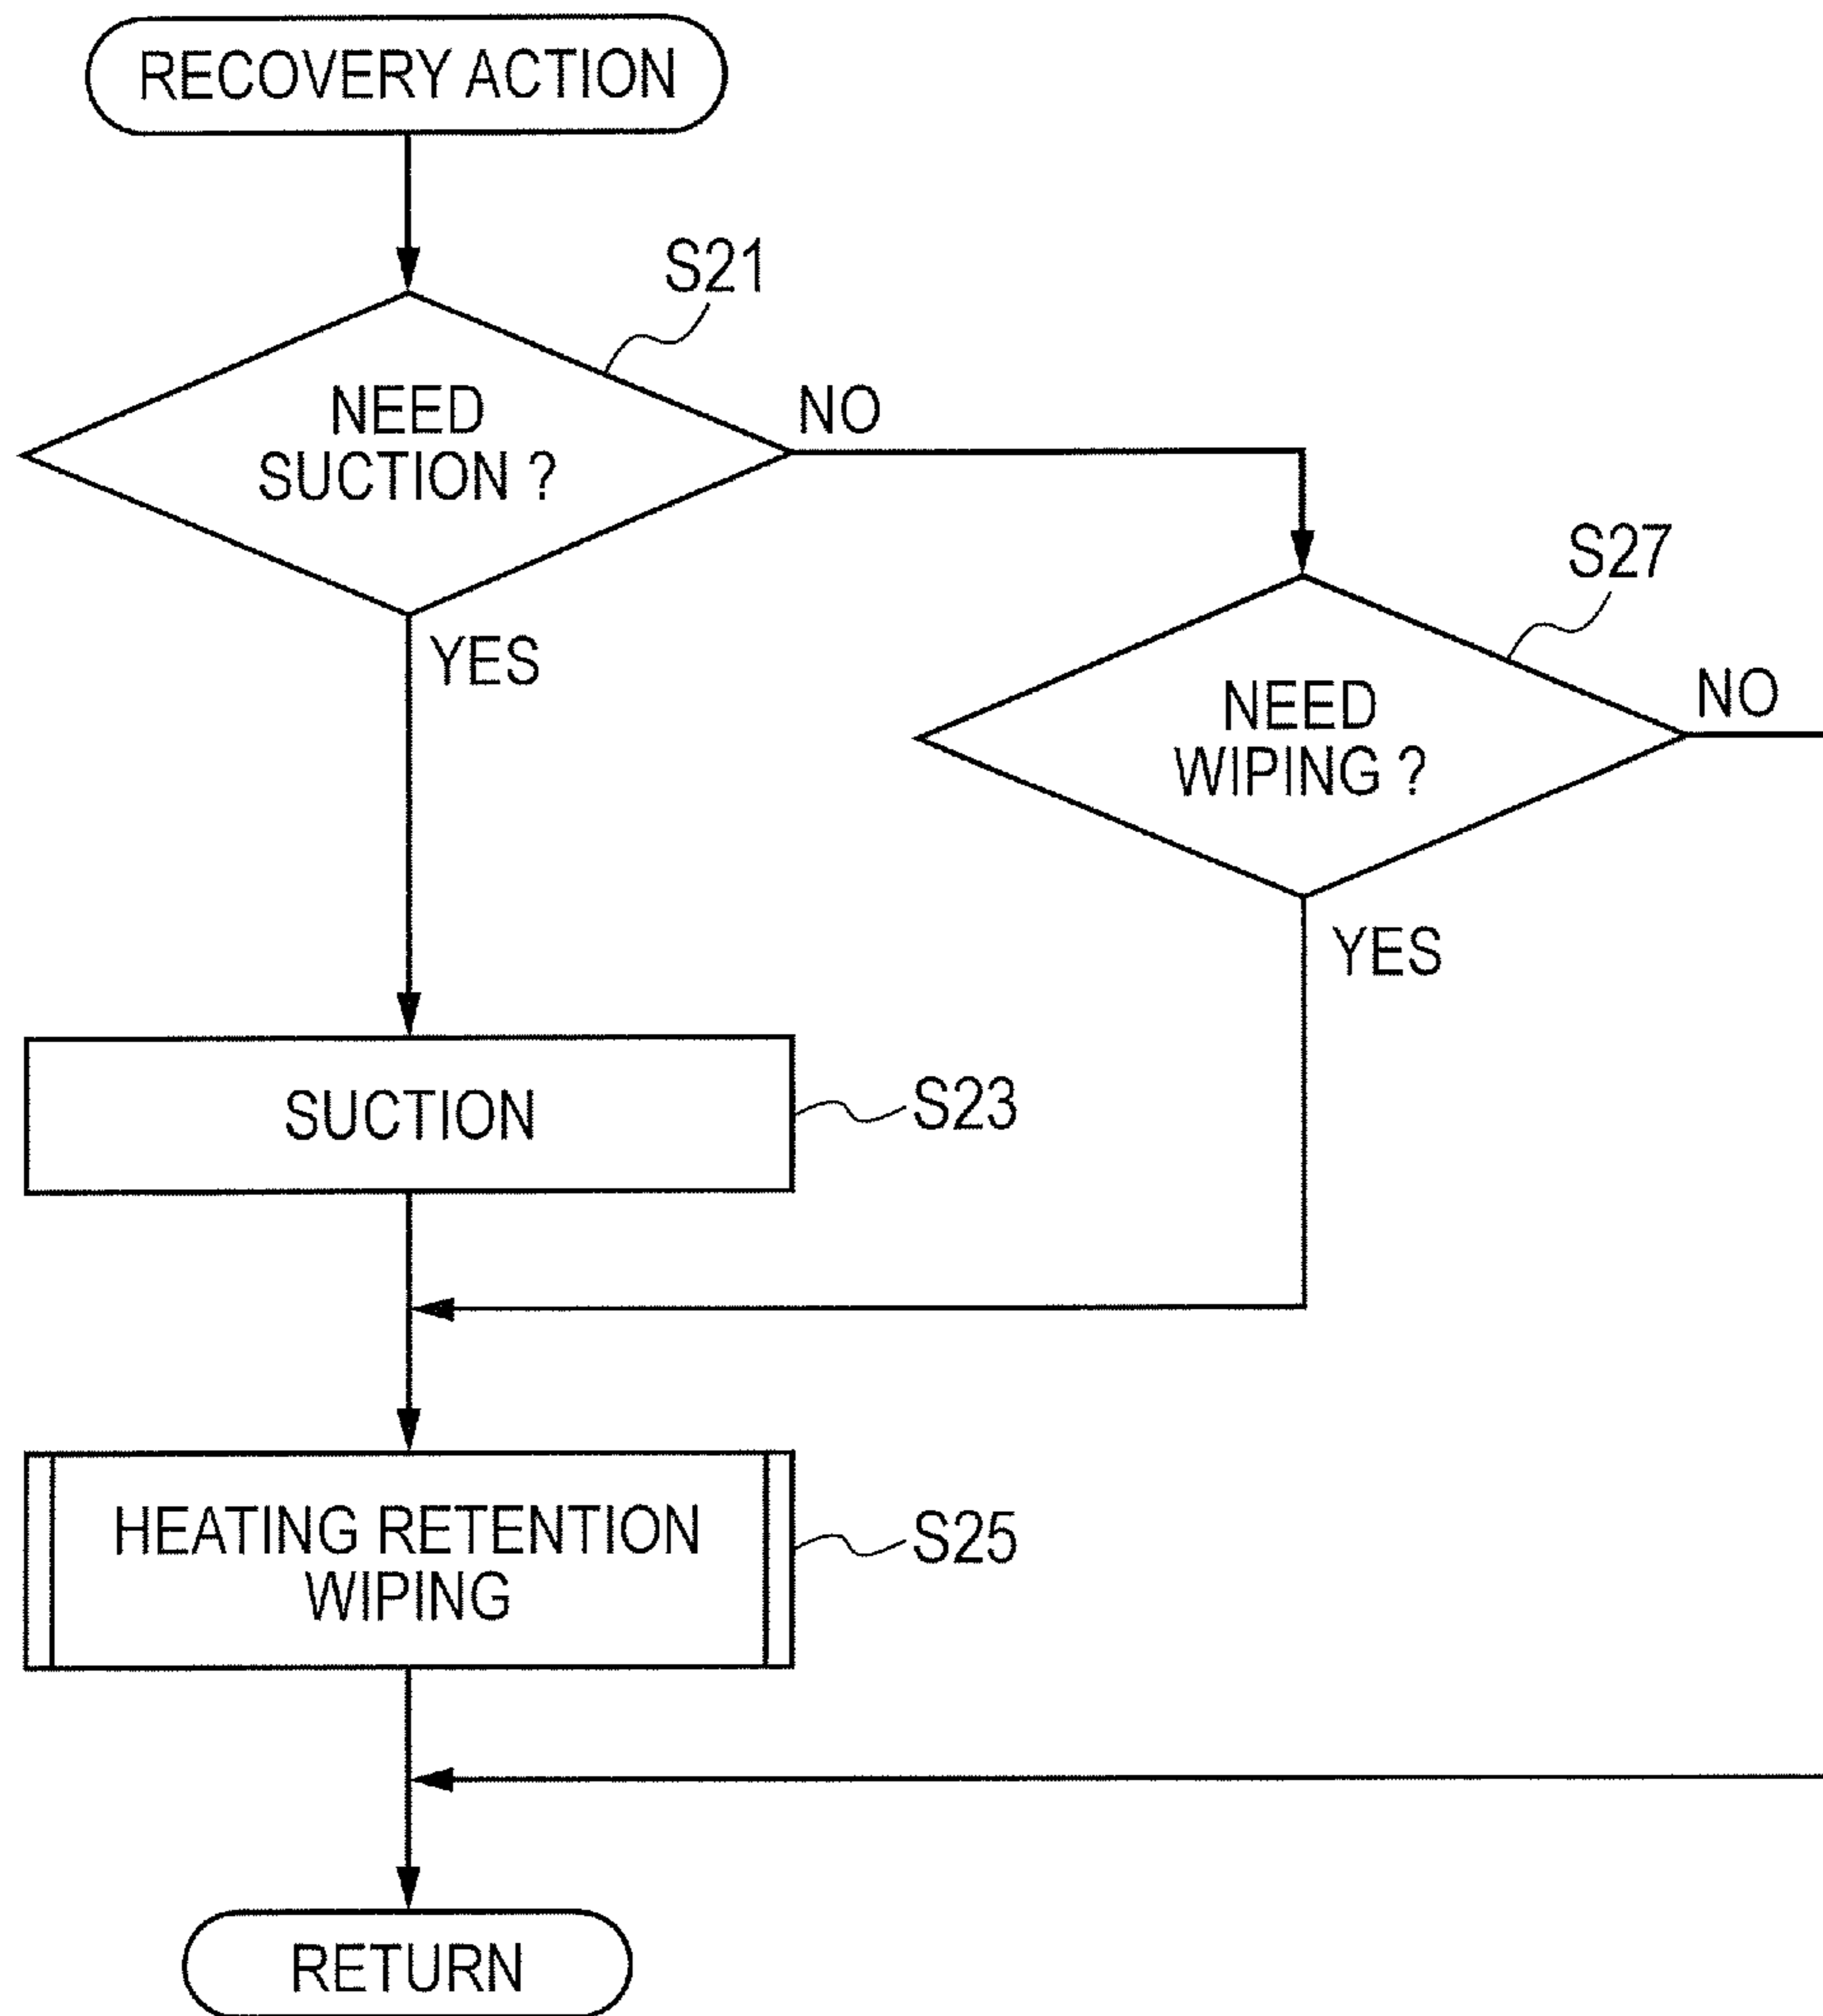 RECOVERY ACTION
S21
NEED
SUCTION ?
NO
YES
S27
NEED
WIPING ?
NO
YES
SUCTION
S23
HEATING RETENTION
WIPING
S25
RETURN